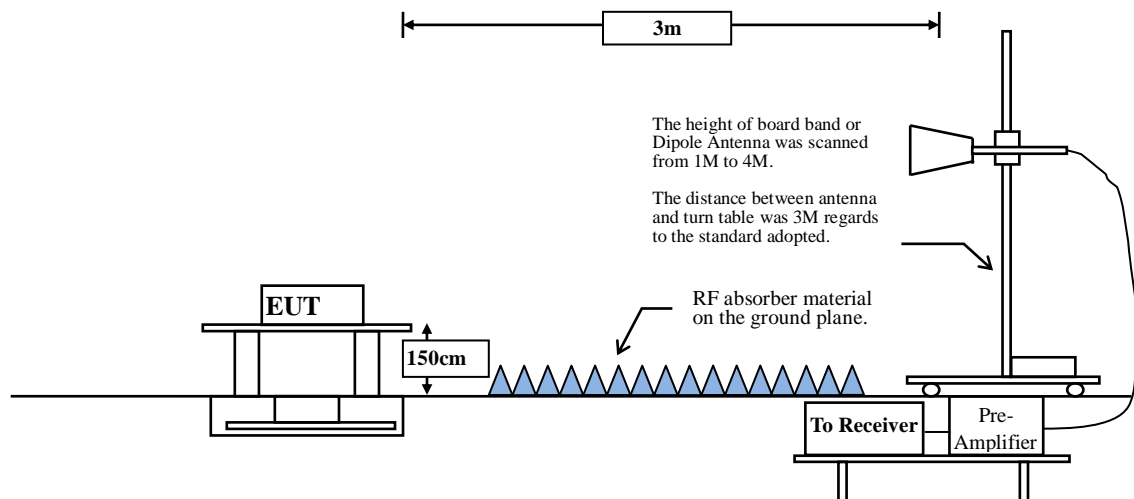 3m
The height of board band or
Dipole Antenna was scanned
from 1M to 4M.
The distance between antenna
and turn table was 3M regards
to the standard adopted.
EUT
RF absorber material
on the ground plane.
150cm
To Receiver
Pre-
Amplifier